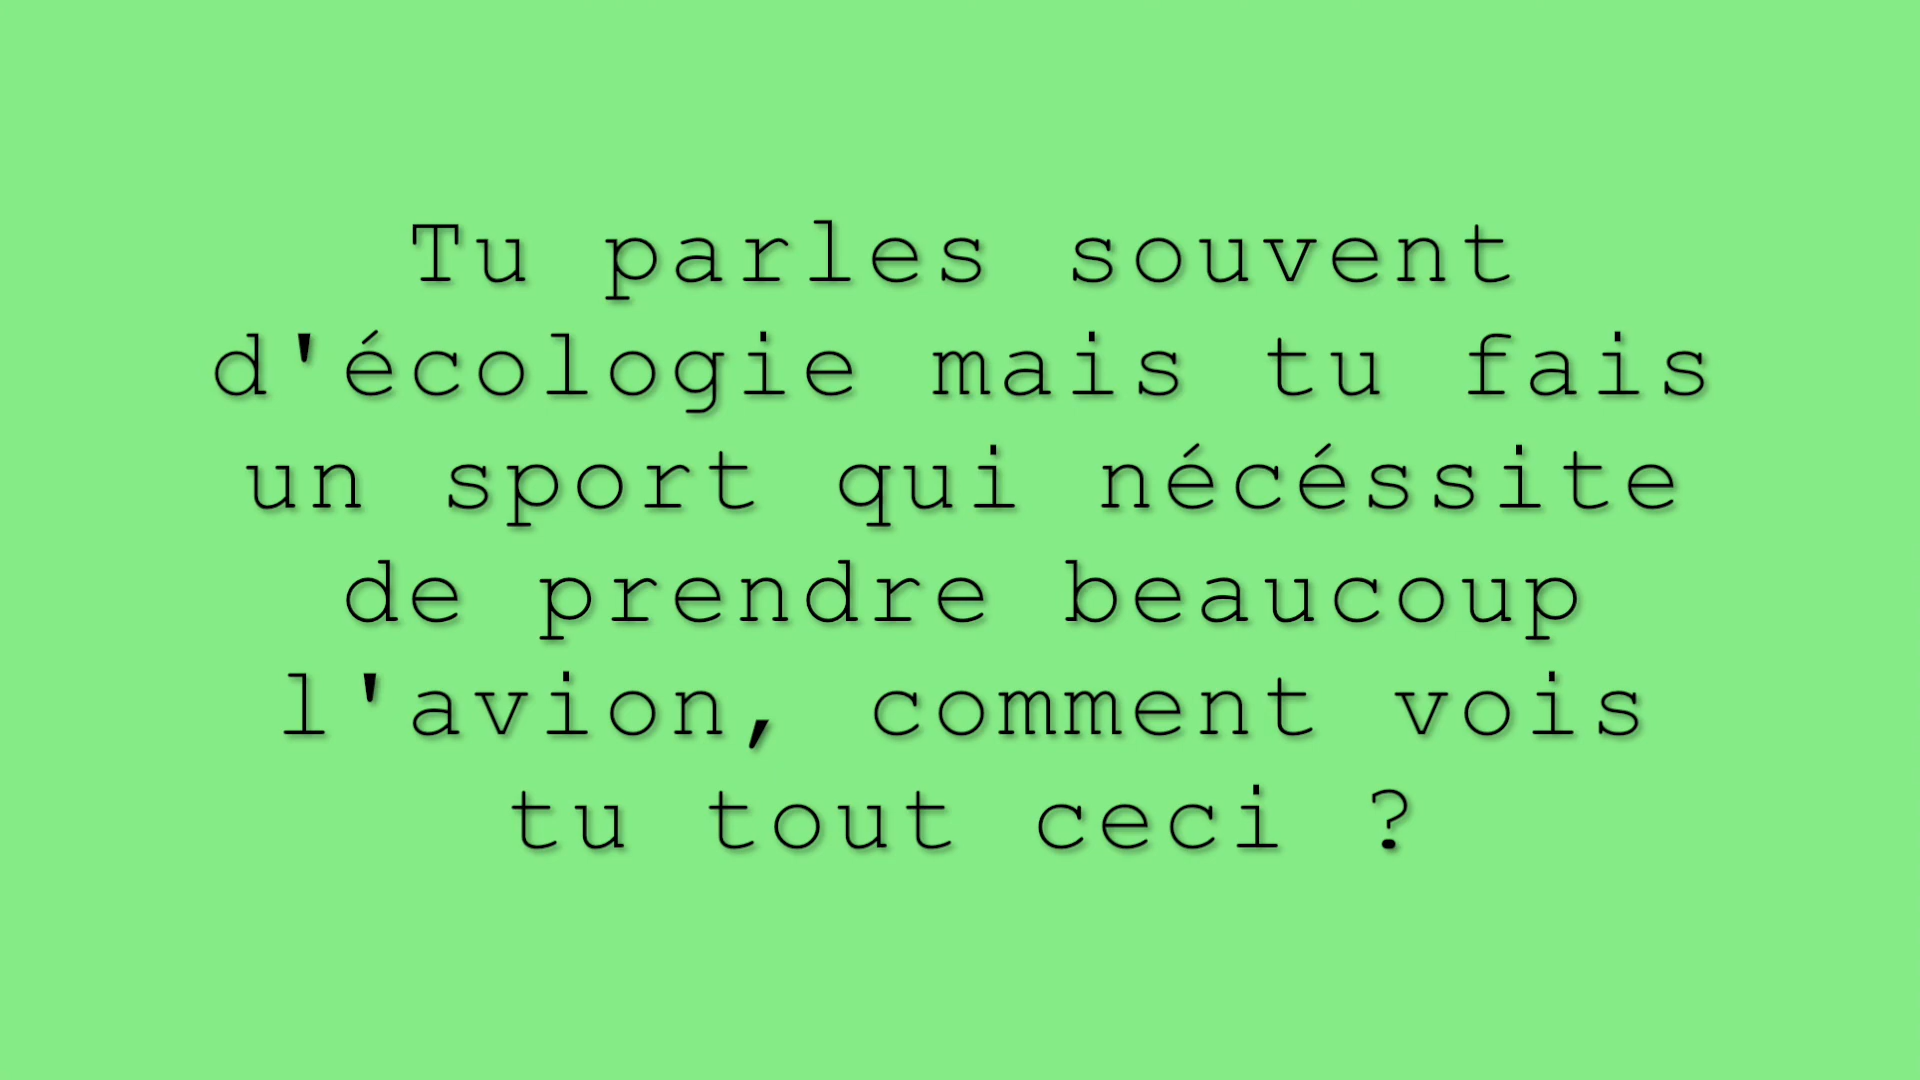 Tu parles souvent
d'écologie mais tu fais
un sport qui nécéssite
de prendre beaucoup
l'avion, comment vois
tu tout ceci ?